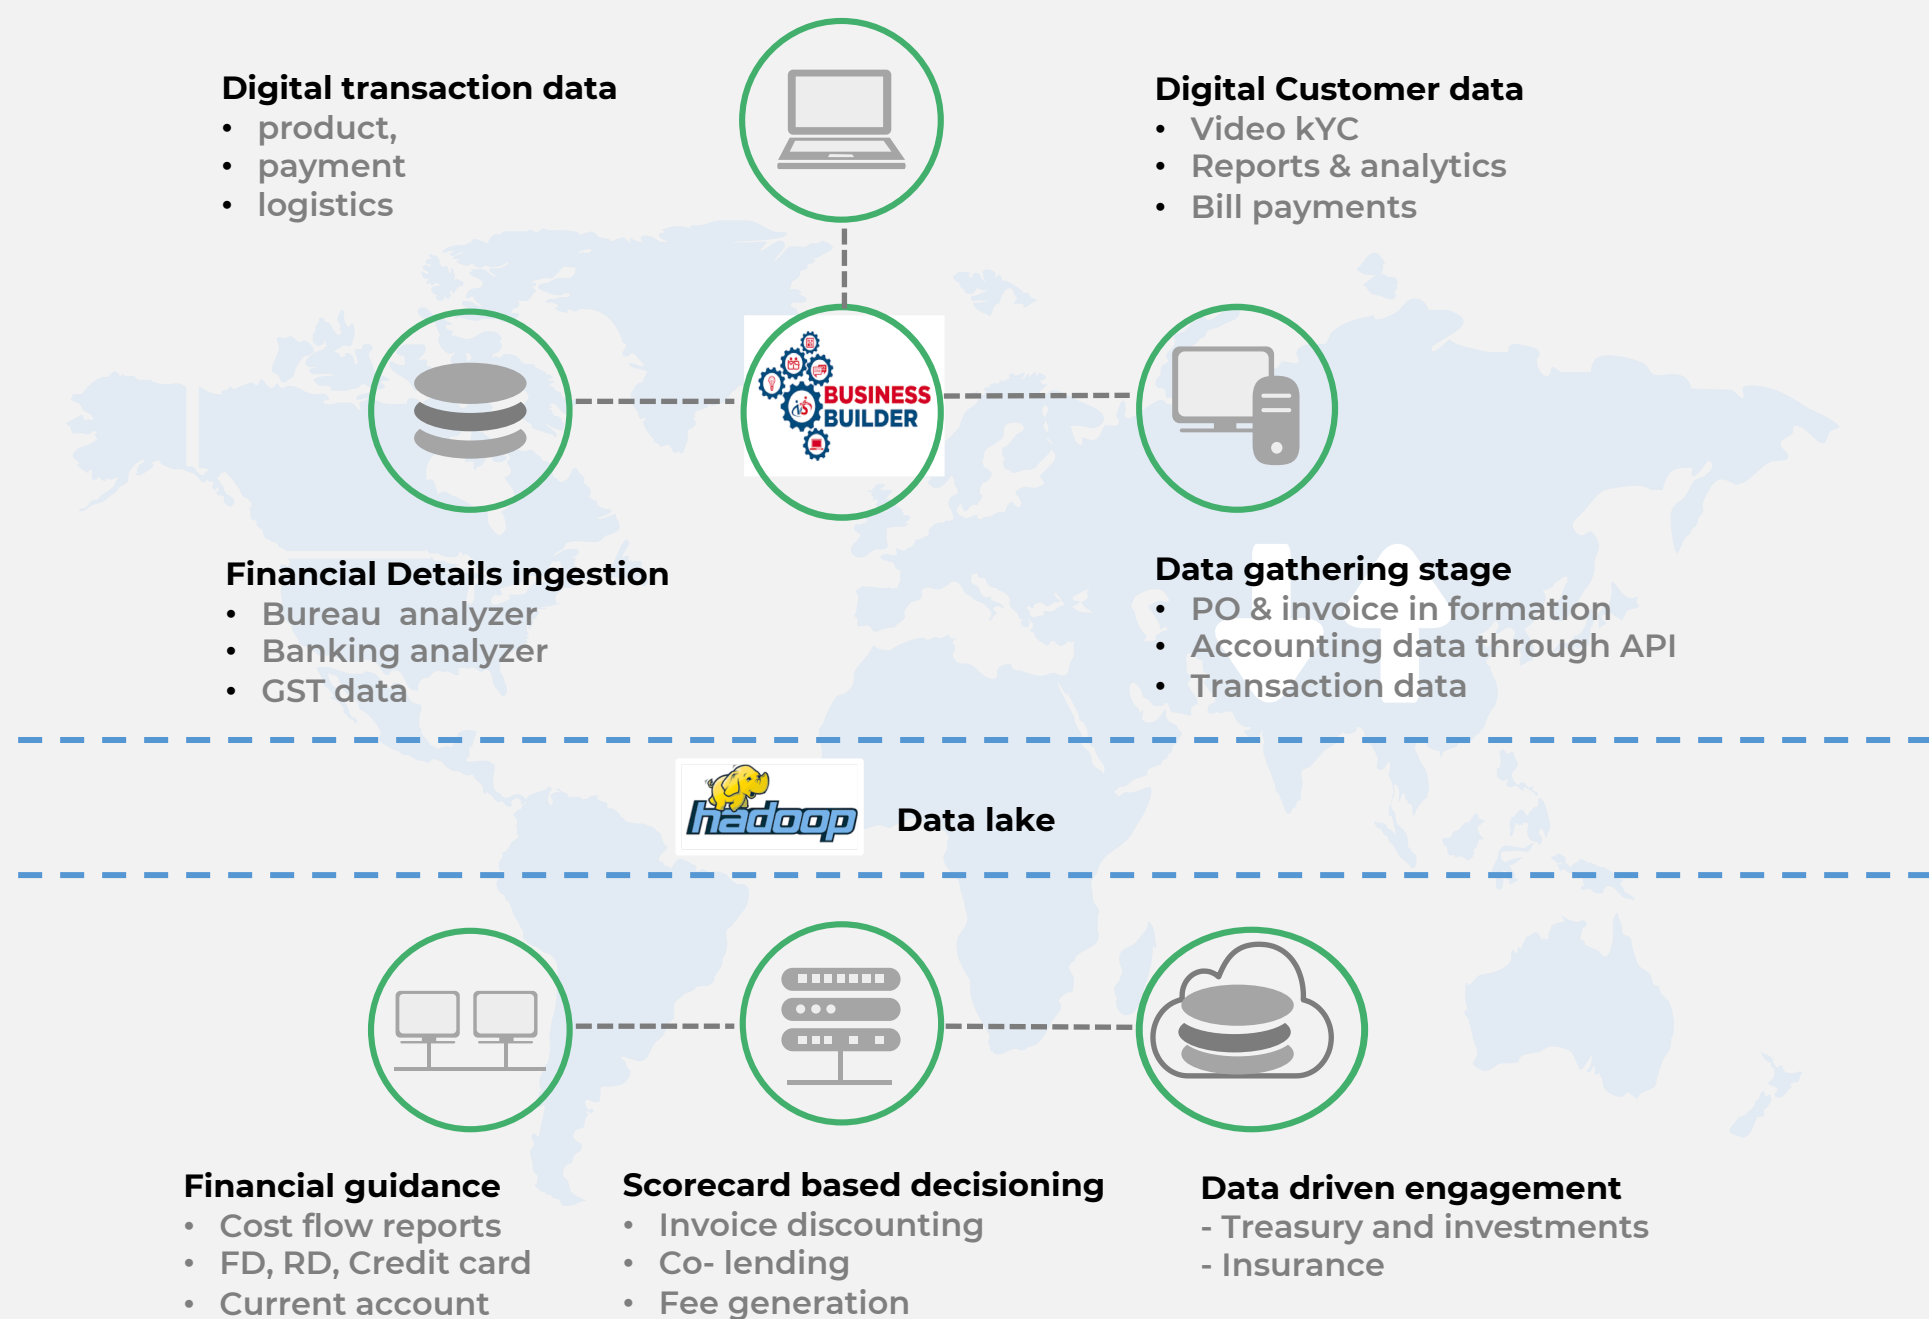 Digital transaction data
• product,
• payment
• logistics
Digital Customer data
• Video kYC
• Reports & analytics
• Bill payments
BUSINESS
BUILDER
Financial Details ingestion
• Bureau analyzer
• Banking analyzer
• GST data
Data gathering stage
• PO & invoice in formation
• Accounting data through API
• Transaction data
hadoop
Data lake
Financial guidance
• Cost flow reports
• FD, RD, Credit card
• Current account
Scorecard based decisioning
• Invoice discounting
• Co- lending
• Fee generation
Data driven engagement
- Treasury and investments
- Insurance